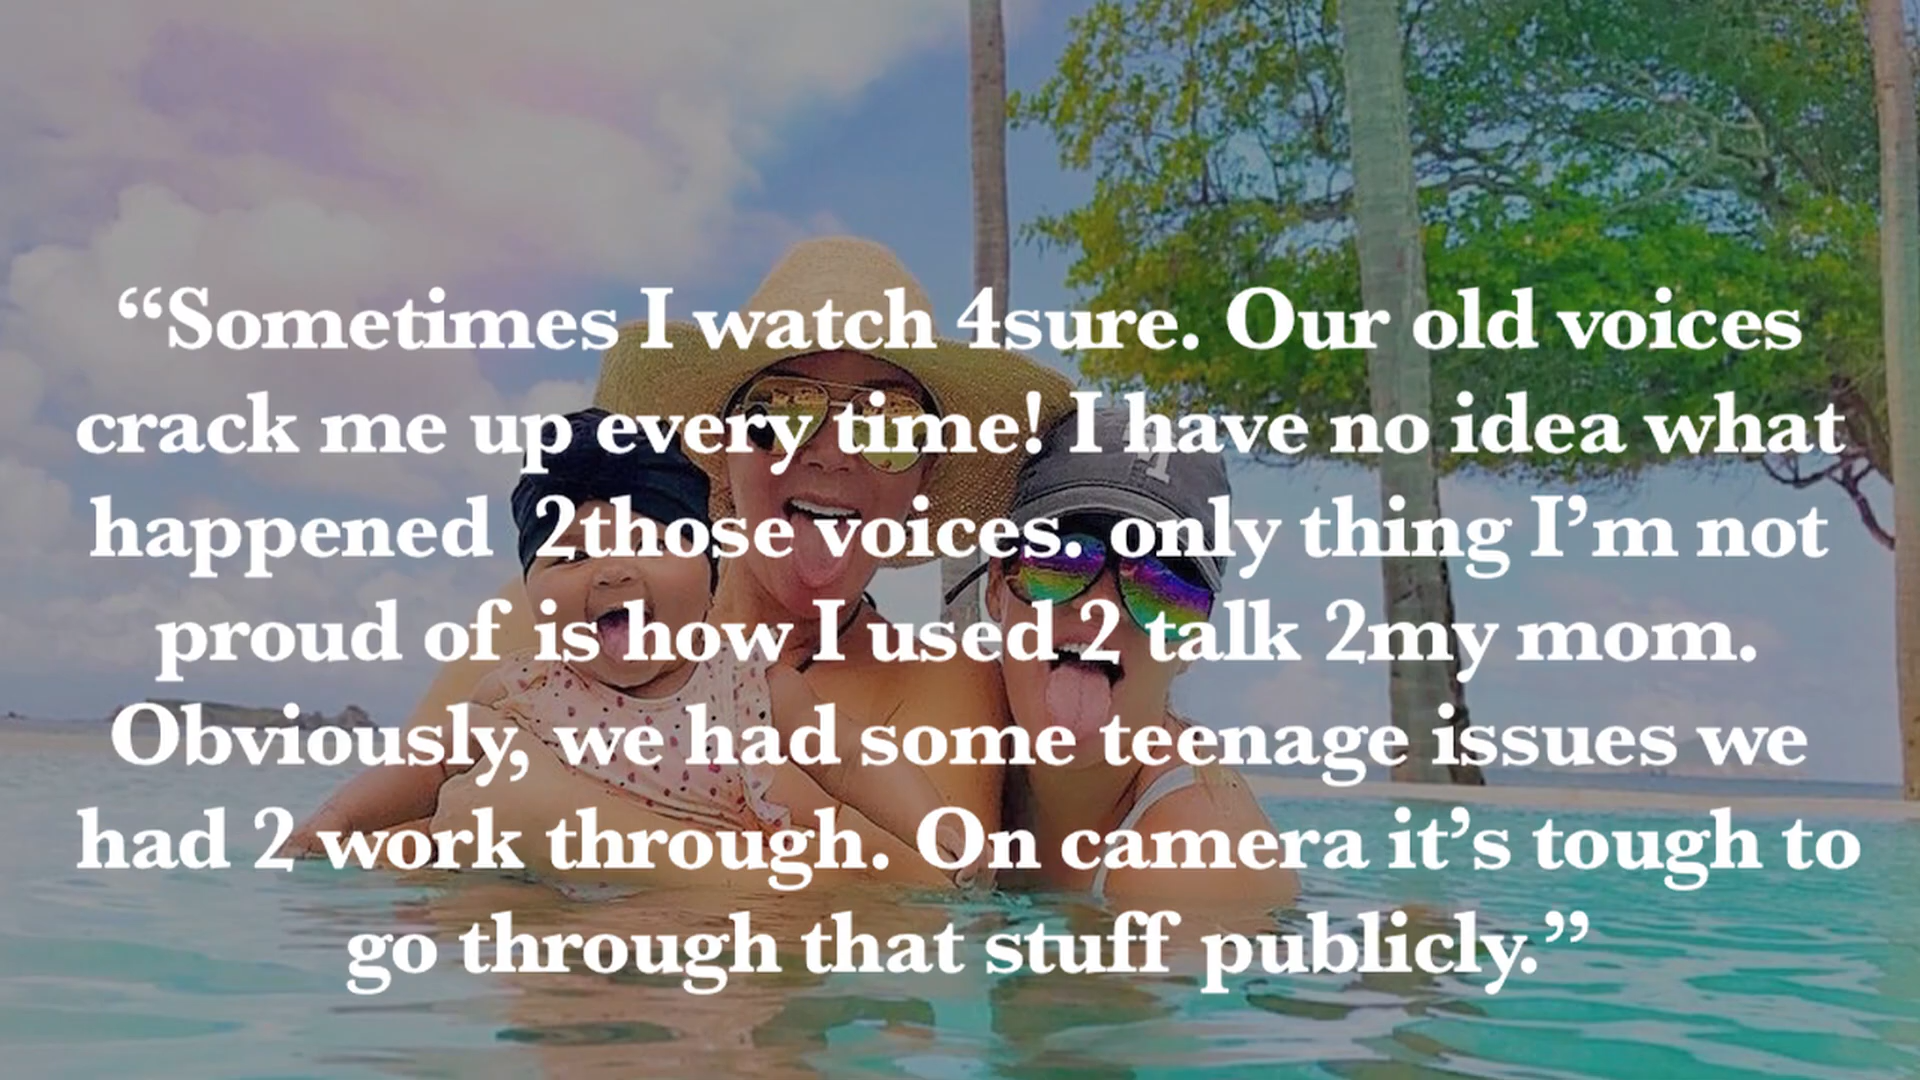 “Sometimes I watch 4sure. Our old voices
crack me up every time! I have no idea what
happened 2those voices. only thing I’m not
proud of is how I used 2 talk 2my mom.
Obviously, we had some teenage issues we
had 2 work through. On camera it’s tough to
go through that stuff publicly.”